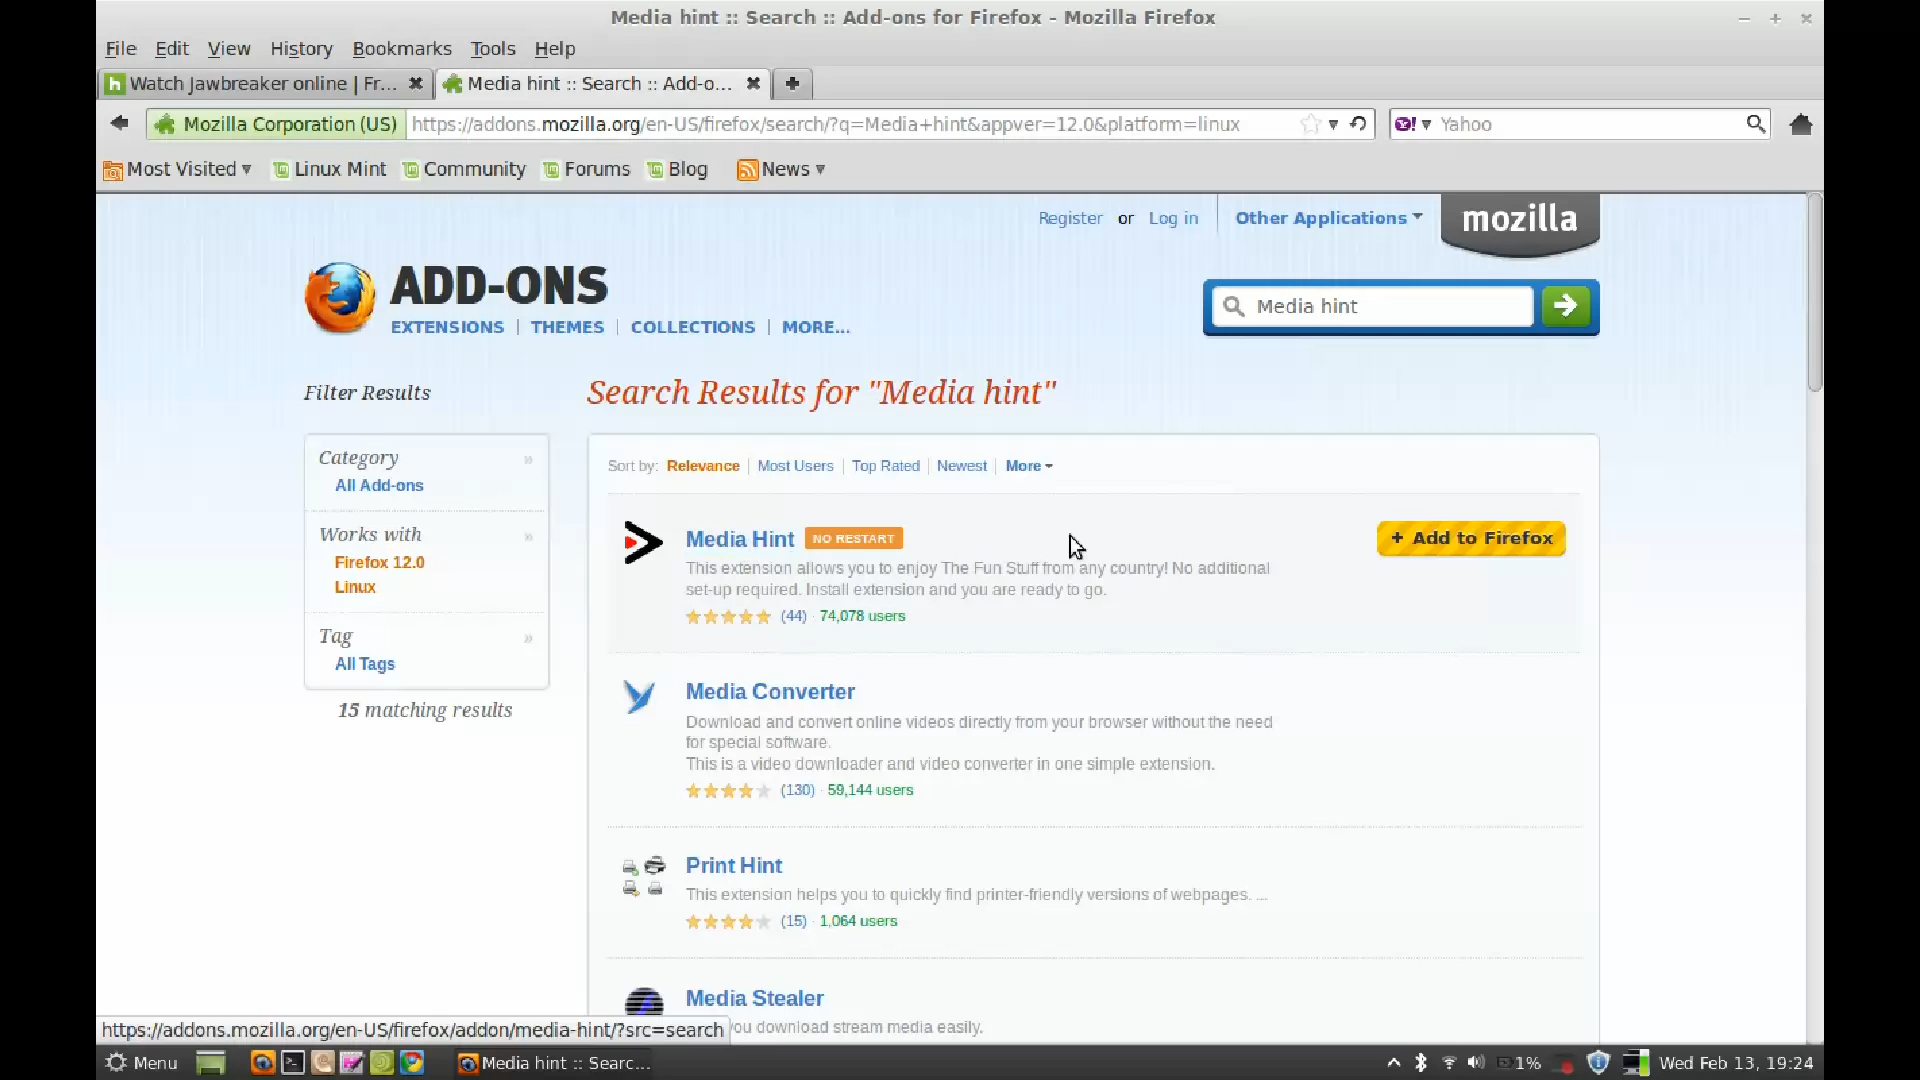 Media hint :: Search :: Add-ons for Firefox - Mozilla Firefox
File Edit View History Bookmarks Tools Help
Watch Jawbreaker online | Fr... Media hint :: Search :: Add-o...
Mozilla Corporation (US) https://addons.mozilla.org/en-US/firefox/search/?q=Media+hint&appver=12.0&platform=linux Yahoo
Most Visited Linux Mint Community Forums Blog News
Register or Log in Other Applications mozilla
ADD-ONS
EXTENSIONS | THEMES | COLLECTIONS | MORE...
Media hint
Filter Results
Search Results for "Media hint"
Category »
All Add-ons
Works with »
Firefox 12.0
Linux
Tag »
All Tags
15 matching results
Sort by: Relevance | Most Users | Top Rated | Newest | More
Media Hint NO RESTART + Add to Firefox
This extension allows you to enjoy The Fun Stuff from any country! No additional
set-up required. Install extension and you are ready to go.
(44) · 74,078 users
Media Converter
Download and convert online videos directly from your browser without the need
for special software.
This is a video downloader and video converter in one simple extension.
(130) · 59,144 users
Print Hint
This extension helps you to quickly find printer-friendly versions of webpages. ...
(15) · 1,064 users
Media Stealer
you download stream media easily.
https://addons.mozilla.org/en-US/firefox/addon/media-hint/?src=search
Menu Media hint :: Searc... 1% Wed Feb 13, 19:24